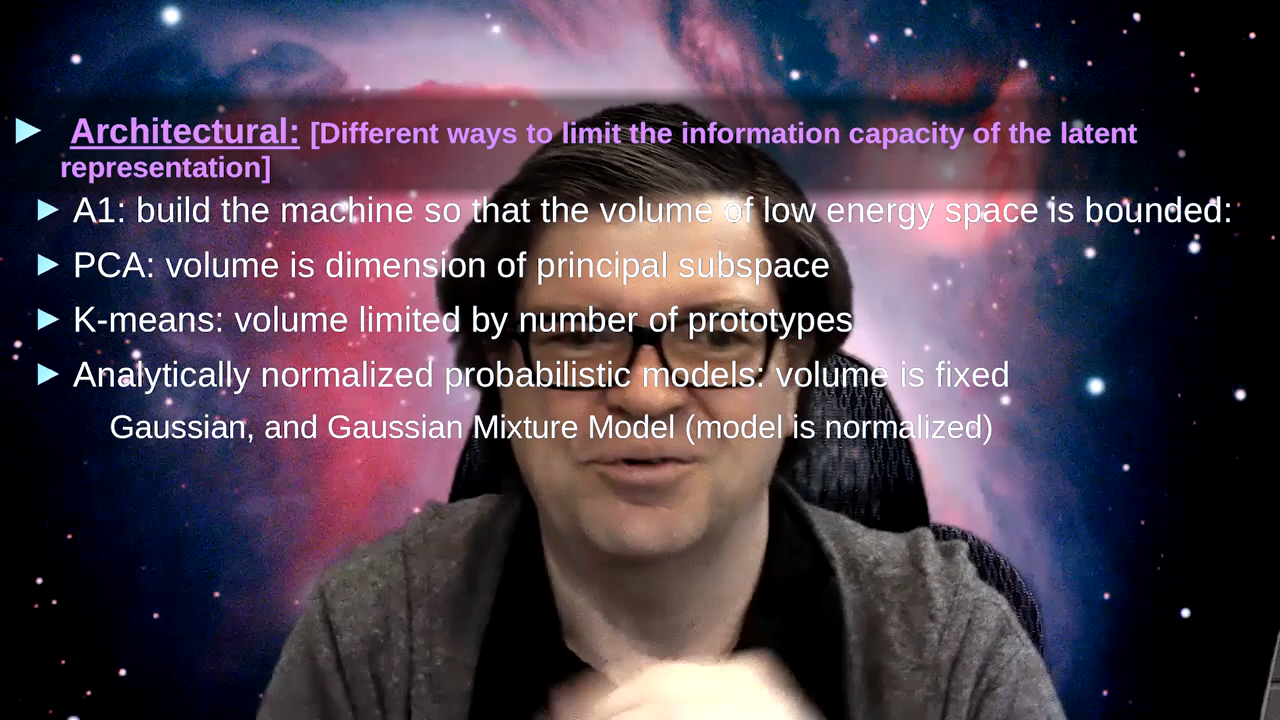 Architectural: [Different ways to limit the information capacity of the latent
representation]
A1: build the machine so that the volume of low energy space is bounded:
PCA: volume is dimension of principal subspace
K-means: volume limited by number of prototypes
Analytically normalized probabilistic models: volume is fixed
Gaussian, and Gaussian Mixture Model (model is normalized)